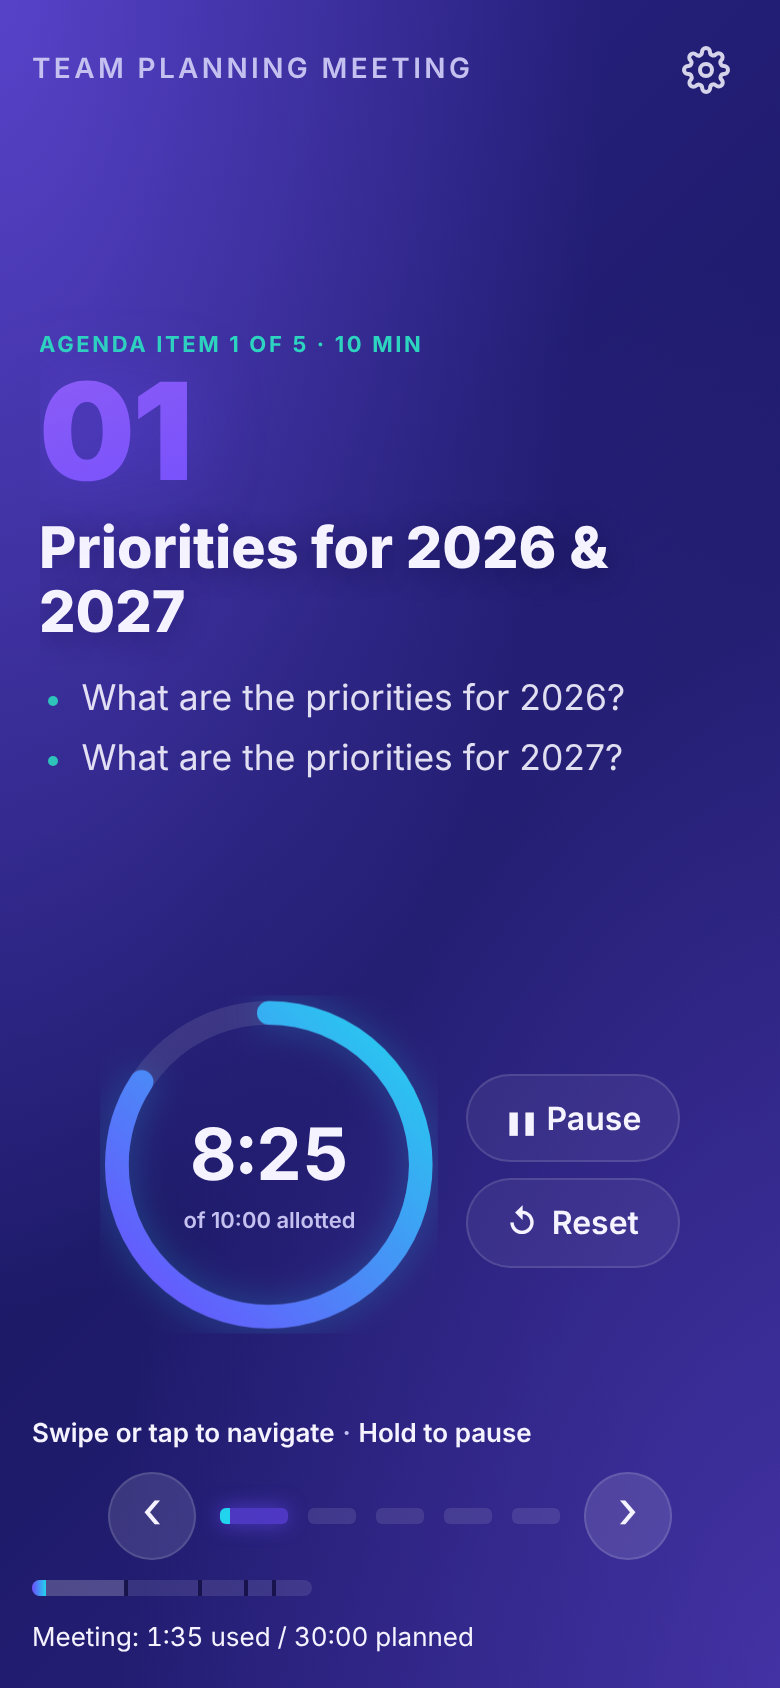 TEAM PLANNING MEETING
AGENDA ITEM 1 OF 5 · 10 MIN
01
Priorities for 2026 &
2027
• What are the priorities for 2026?
• What are the priorities for 2027?
8:25
of 10:00 allotted
Pause
Reset
Swipe or tap to navigate · Hold to pause
Meeting: 1:35 used / 30:00 planned